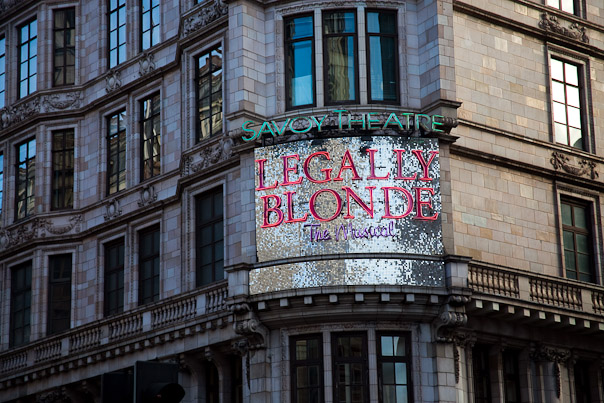 SAVOY THEATRE
LEGALLY
BLONDE
The Musical